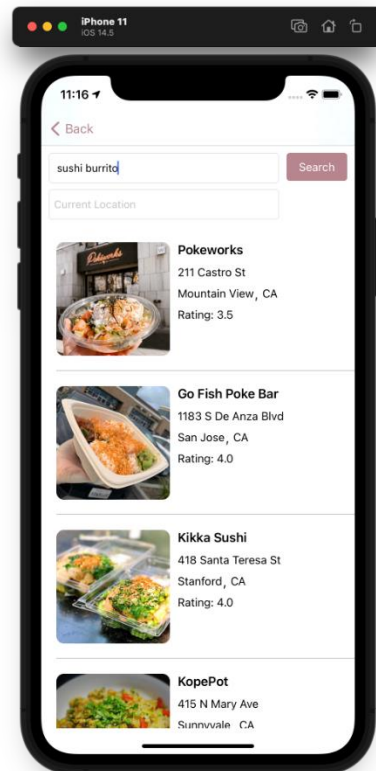 iPhone 11
iOS 14.5
11:16
Back
sushi burrito
Search
Current Location
Pokeworks
Pokeworks
211 Castro St
Mountain View, CA
Rating: 3.5
Go Fish Poke Bar
1183 S De Anza Blvd
San Jose, CA
Rating: 4.0
Kikka Sushi
418 Santa Teresa St
Stanford, CA
Rating: 4.0
KopePot
415 N Mary Ave
Sunnyvale, CA